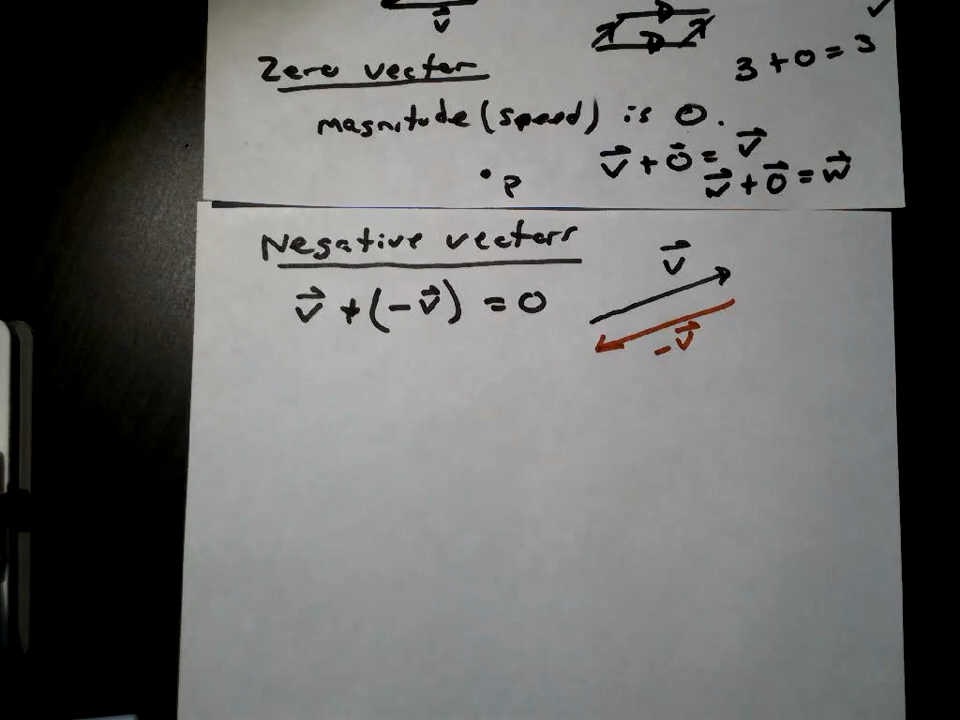 v⃗
3 + 0 = 3
Zero vector
magnitude (speed) is 0.
v⃗ + 0⃗ = v⃗
w⃗ + 0⃗ = w⃗
P
Negative vectors
v⃗ + (-v⃗) = 0
v⃗
-v⃗